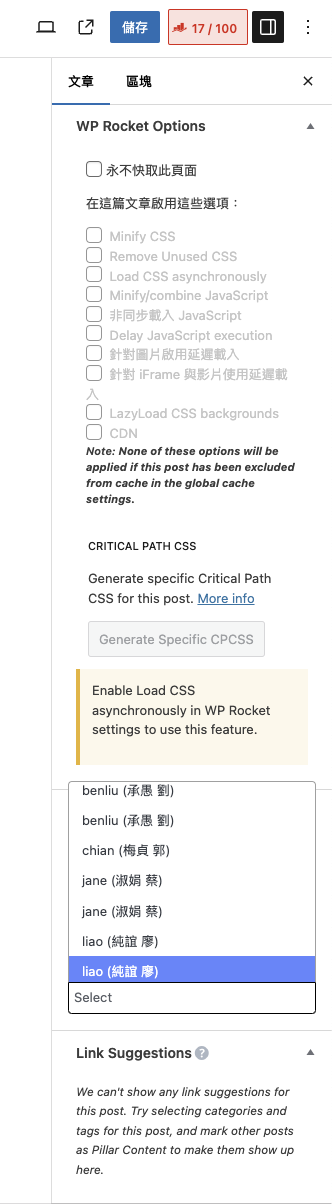 儲存
17 / 100
文章 區塊
WP Rocket Options
永不快取此頁面
在這篇文章啟用這些選項：
Minify CSS
Remove Unused CSS
Load CSS asynchronously
Minify/combine JavaScript
非同步載入 JavaScript
Delay JavaScript execution
針對圖片啟用延遲載入
針對 iFrame 與影片使用延遲載
入
LazyLoad CSS backgrounds
CDN
Note: None of these options will be
applied if this post has been excluded
from cache in the global cache
settings.
CRITICAL PATH CSS
Generate specific Critical Path
CSS for this post. More info
Generate Specific CPCSS
Enable Load CSS
asynchronously in WP Rocket
settings to use this feature.
benliu (承愚 劉)
benliu (承愚 劉)
chian (梅貞 郭)
jane (淑娟 蔡)
jane (淑娟 蔡)
liao (純誼 廖)
liao (純誼 廖)
Select
Link Suggestions ?
We can't show any link suggestions for
this post. Try selecting categories and
tags for this post, and mark other posts
as Pillar Content to make them show up
here.